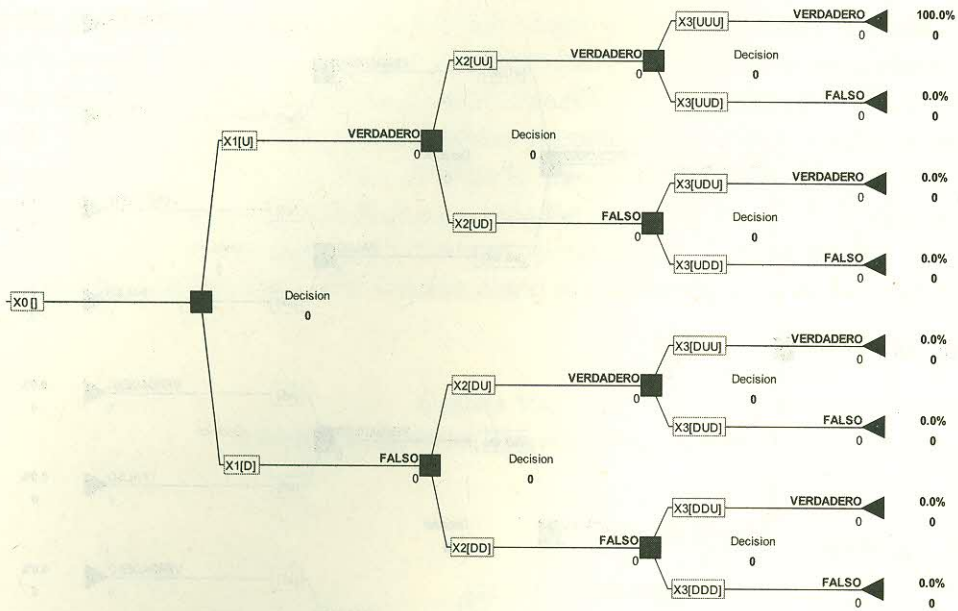 X3[UUU] VERDADERO 100.0%
0 0
X2[UU] VERDADERO Decision
0 0
X3[UUD] FALSO 0.0%
0 0
X1[U] VERDADERO Decision
0 0
X3[UDU] VERDADERO 0.0%
0 0
X2[UD] FALSO Decision
0 0
X3[UDD] FALSO 0.0%
0 0
X0 [] Decision
0
X3[DUU] VERDADERO 0.0%
0 0
X2[DU] VERDADERO Decision
0 0
X3[DUD] FALSO 0.0%
0 0
X1[D] FALSO Decision
0 0
X3[DDU] VERDADERO 0.0%
0 0
X2[DD] FALSO Decision
0 0
X3[DDD] FALSO 0.0%
0 0